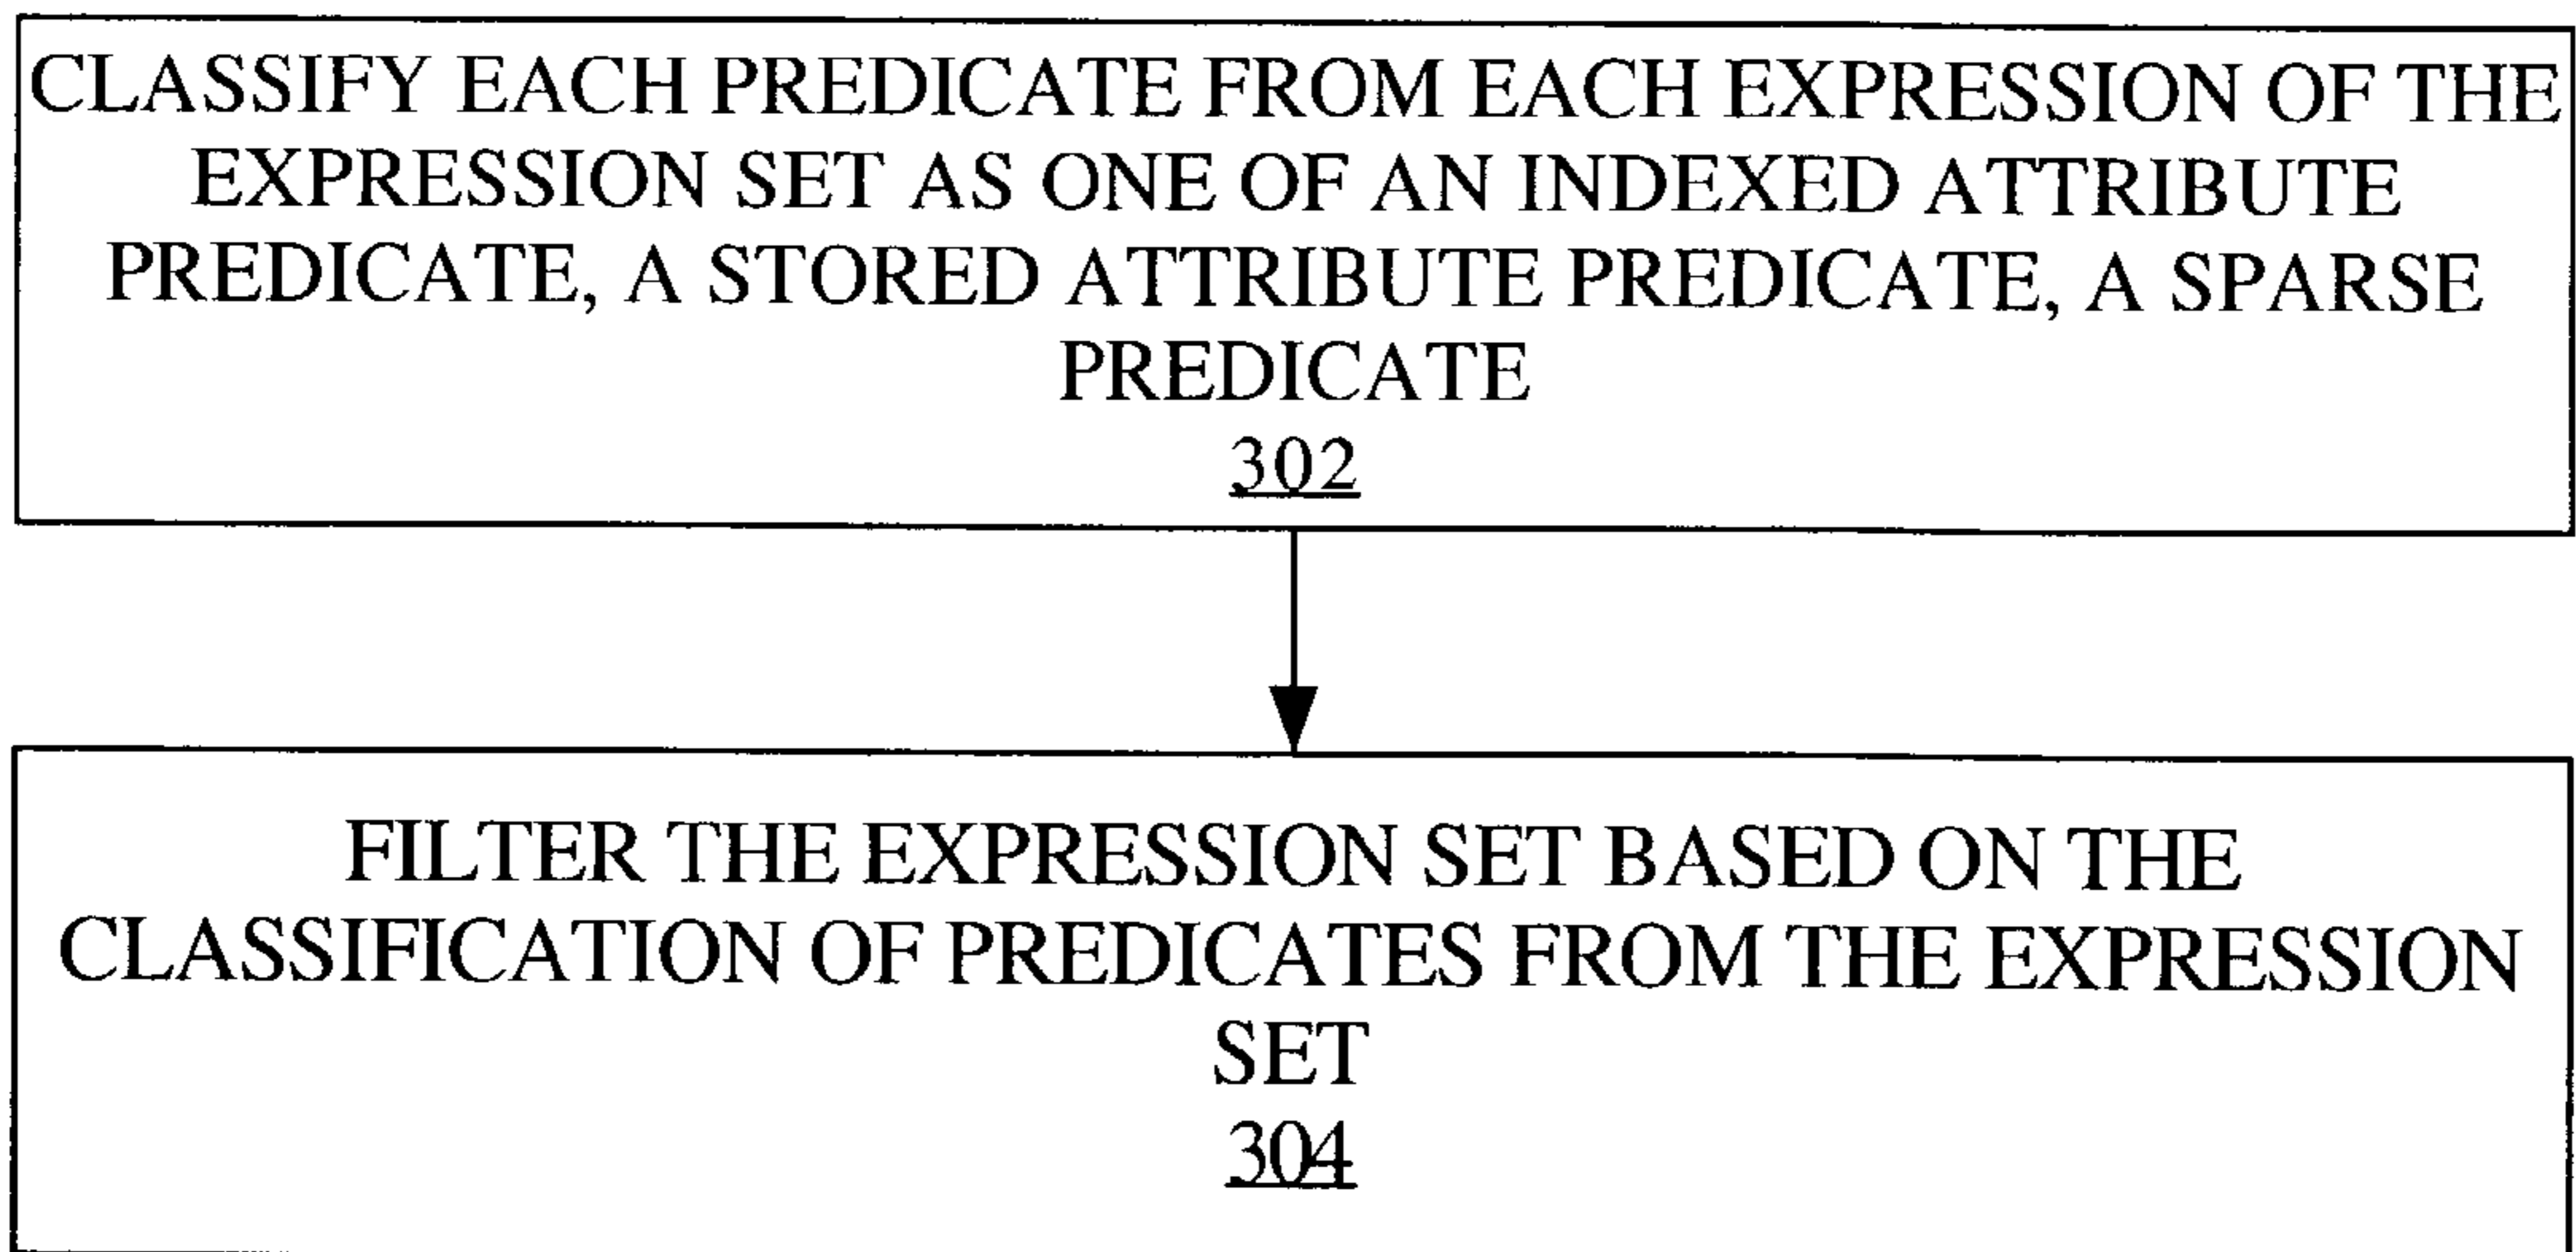 CLASSIFY EACH PREDICATE FROM EACH EXPRESSION OF THE
EXPRESSION SET AS ONE OF AN INDEXED ATTRIBUTE
PREDICATE, A STORED ATTRIBUTE PREDICATE, A SPARSE
PREDICATE
302
FILTER THE EXPRESSION SET BASED ON THE
CLASSIFICATION OF PREDICATES FROM THE EXPRESSION
SET
304